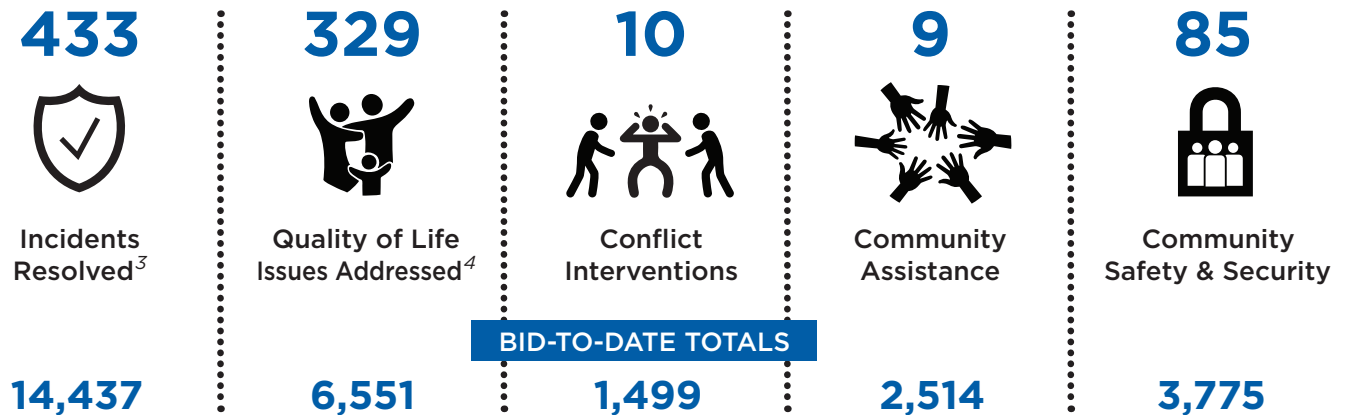 433
329
10
9
85
Incidents
Resolved3
Quality of Life
Issues Addressed4
Conflict
Interventions
Community
Assistance
Community
Safety & Security
BID-TO-DATE TOTALS
14,437
6,551
1,499
2,514
3,775